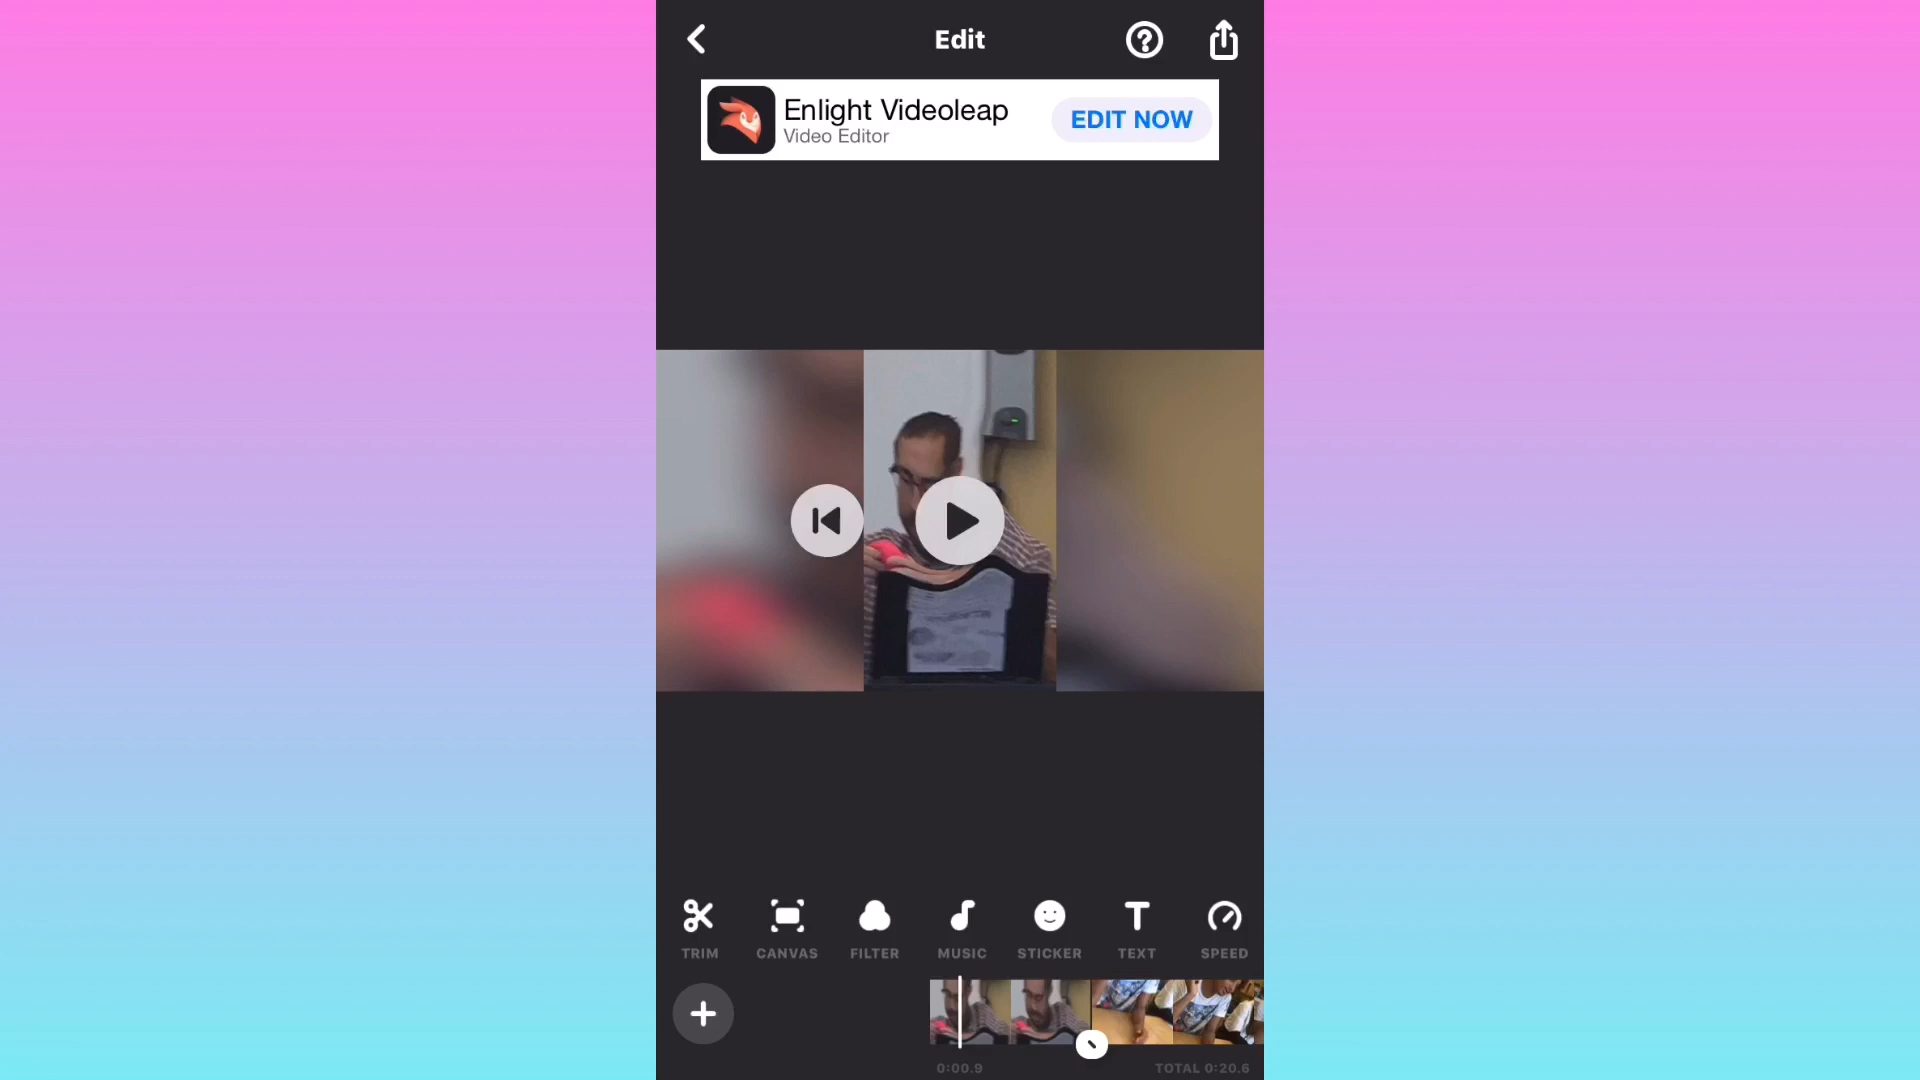 Edit
Enlight Videoleap
Video Editor
EDIT NOW
TRIM CANVAS FILTER MUSIC STICKER TEXT SPEED
0:00.9 TOTAL 0:20.6